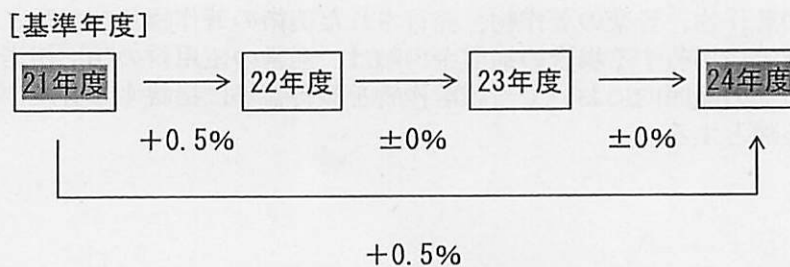 [基準年度]
21年度 → 22年度 → 23年度 → 24年度
+0.5% ±0% ±0%
+0.5%